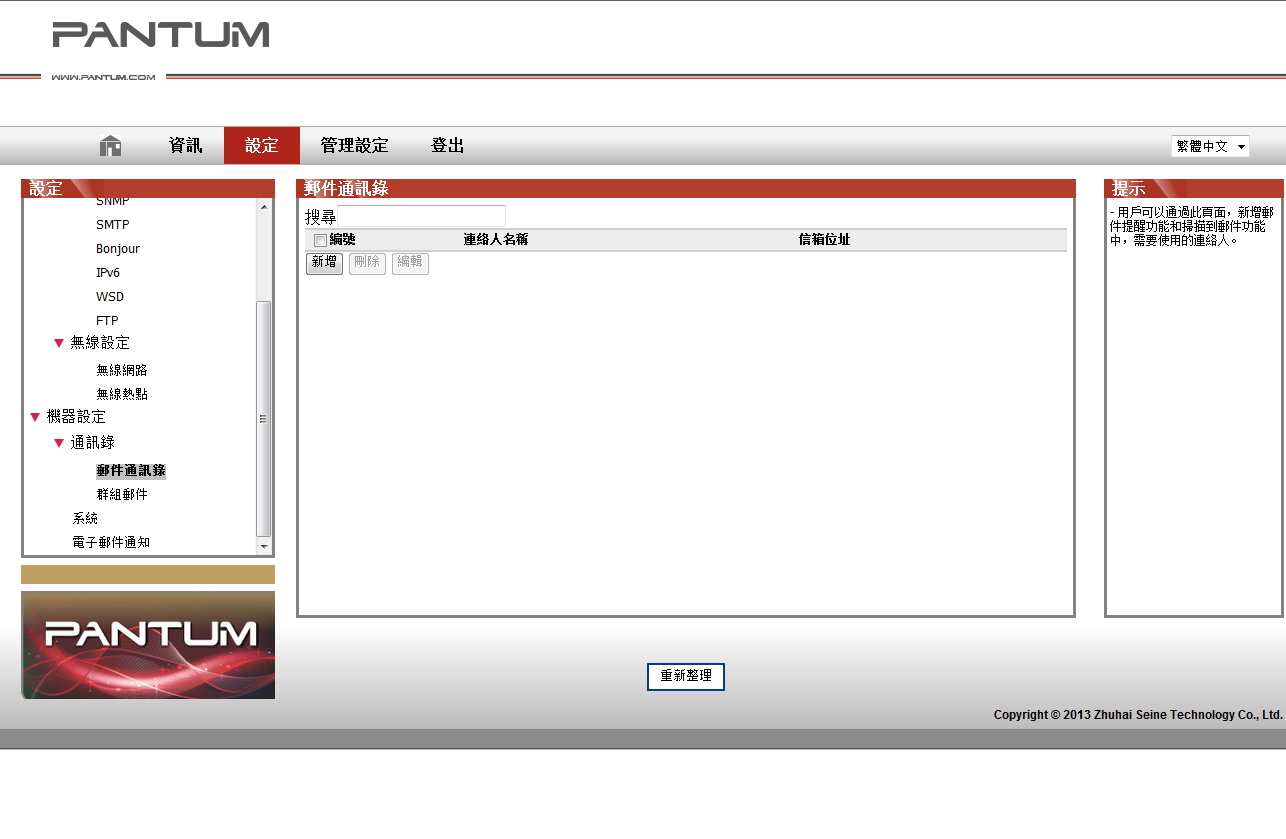 PANTUM
WWW.PANTUM.COM
資訊
設定
管理設定
登出
繁體中文
設定
SNMP
SMTP
Bonjour
IPv6
WSD
FTP
無線設定
無線網路
無線熱點
機器設定
通訊錄
郵件通訊錄
群組郵件
系統
電子郵件通知
PANTUM
郵件通訊錄
搜尋
編號 連絡人名稱 信箱位址
新增 刪除 編輯
重新整理
提示
- 用戶可以通過此頁面，新增郵
件提醒功能和掃描到郵件功能
中，需要使用的連絡人。
Copyright © 2013 Zhuhai Seine Technology Co., Ltd.